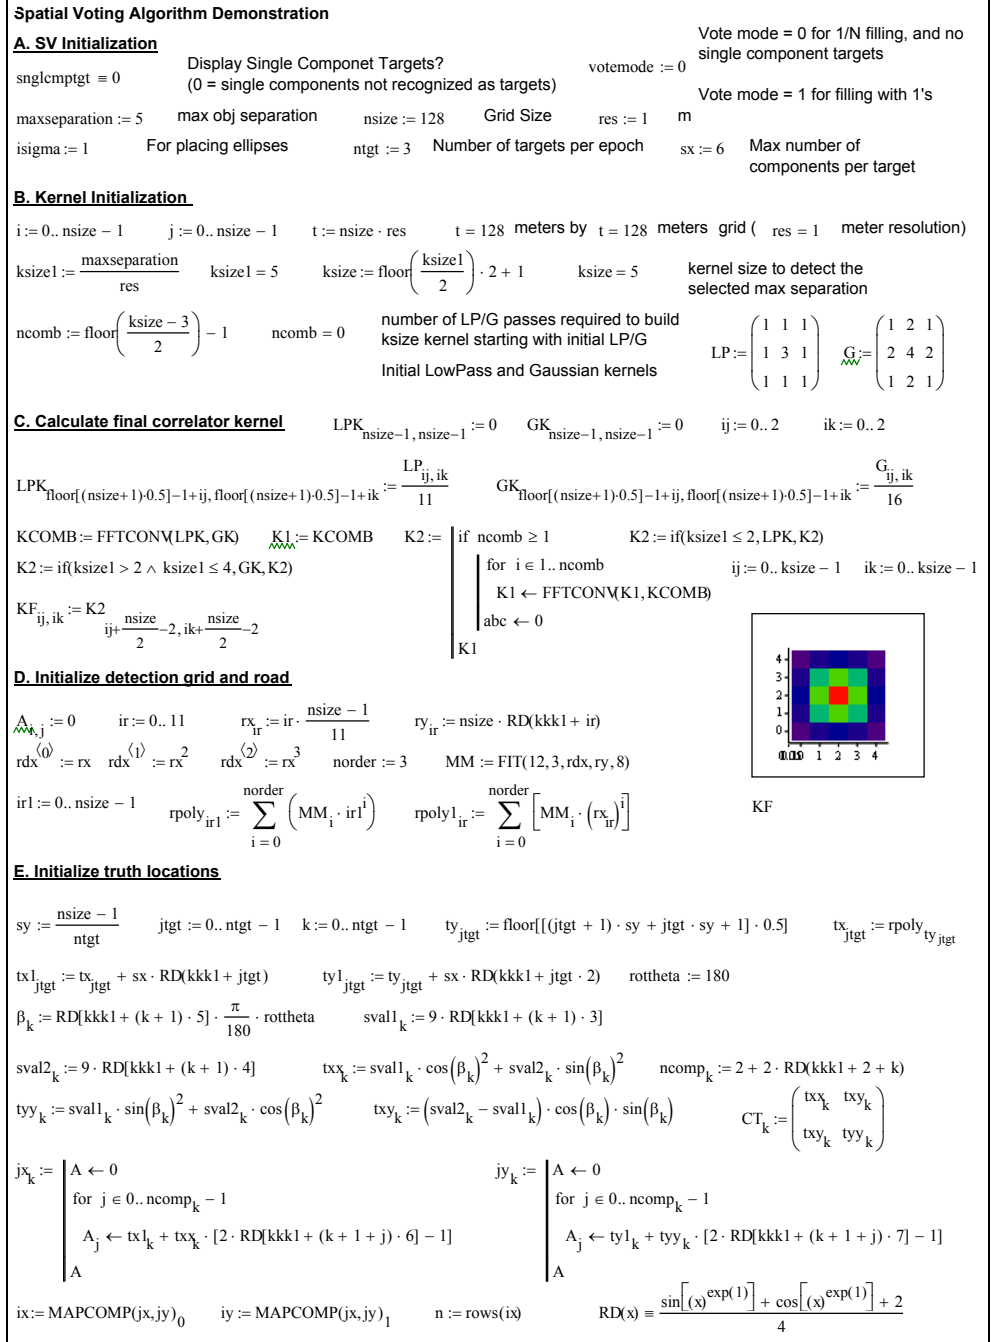 Spatial Voting Algorithm Demonstration
A. SV Initialization
Vote mode = 0 for 1/N filling, and no
single component targets
snglcmptgt ≡ 0
Display Single Componet Targets?
(0 = single components not recognized as targets)
votemode := 0
Vote mode = 1 for filling with 1's
maxseparation := 5 max obj separation nsize := 128 Grid Size res := 1 m
isigma := 1 For placing ellipses ntgt := 3 Number of targets per epoch sx := 6 Max number of
components per target
B. Kernel Initialization
i := 0.. nsize − 1 j := 0.. nsize − 1 t := nsize · res t = 128 meters by t = 128 meters grid ( res = 1 meter resolution)
ksize1 := maxseparation / res ksize1 = 5 ksize := floor(ksize1 / 2) · 2 + 1 ksize = 5 kernel size to detect the
selected max separation
ncomb := floor((ksize − 3) / 2) − 1 ncomb = 0 number of LP/G passes required to build
ksize kernel starting with initial LP/G
Initial LowPass and Gaussian kernels
LP := (1 1 1
1 3 1
1 1 1)
G := (1 2 1
2 4 2
1 2 1)
C. Calculate final correlator kernel LPK_nsize−1, nsize−1 := 0 GK_nsize−1, nsize−1 := 0 ij := 0.. 2 ik := 0.. 2
LPK_floor[(nsize+1)·0.5]−1+ij, floor[(nsize+1)·0.5]−1+ik := LP_ij, ik / 11 GK_floor[(nsize+1)·0.5]−1+ij, floor[(nsize+1)·0.5]−1+ik := G_ij, ik / 16
KCOMB := FFTCONV(LPK, GK) K1 := KCOMB K2 := if ncomb ≥ 1
for i ∈ 1.. ncomb
K1 ← FFTCONV(K1, KCOMB)
abc ← 0
K1
K2 := if(ksize1 ≤ 2, LPK, K2)
K2 := if(ksize1 > 2 ∧ ksize1 ≤ 4, GK, K2) ij := 0.. ksize − 1 ik := 0.. ksize − 1
KF_ij, ik := K2_ij+nsize/2−2, ik+nsize/2−2
4
3
2
1
0
1 2 3 4
KF
D. Initialize detection grid and road
A_i, j := 0 ir := 0.. 11 rx_ir := ir · (nsize − 1) / 11 ry_ir := nsize · RD(kkk1 + ir)
rdx^⟨0⟩ := rx rdx^⟨1⟩ := rx^2 rdx^⟨2⟩ := rx^3 norder := 3 MM := FIT(12, 3, rdx, ry, 8)
ir1 := 0.. nsize − 1 rpoly_ir1 := ∑_{i = 0}^{norder} (MM_i · ir1^i) rpoly1_ir := ∑_{i = 0}^{norder} [MM_i · (rx_ir)^i]
E. Initialize truth locations
sy := (nsize − 1) / ntgt jtgt := 0.. ntgt − 1 k := 0.. ntgt − 1 ty_jtgt := floor[[(jtgt + 1) · sy + jtgt · sy + 1] · 0.5] tx_jtgt := rpoly_ty_jtgt
tx1_jtgt := tx_jtgt + sx · RD(kkk1 + jtgt) ty1_jtgt := ty_jtgt + sx · RD(kkk1 + jtgt · 2) rottheta := 180
β_k := RD[kkk1 + (k + 1) · 5] · π / 180 · rottheta sval1_k := 9 · RD[kkk1 + (k + 1) · 3]
sval2_k := 9 · RD[kkk1 + (k + 1) · 4] txx_k := sval1_k · cos(β_k)^2 + sval2_k · sin(β_k)^2 ncomp_k := 2 + 2 · RD(kkk1 + 2 + k)
tyy_k := sval1_k · sin(β_k)^2 + sval2_k · cos(β_k)^2 txy_k := (sval2_k − sval1_k) · cos(β_k) · sin(β_k) CT_k := (txx_k txy_k
txy_k tyy_k)
jx_k := A ← 0
for j ∈ 0.. ncomp_k − 1
A_j ← tx1_k + txx_k · [2 · RD[kkk1 + (k + 1 + j) · 6] − 1]
A
jy_k := A ← 0
for j ∈ 0.. ncomp_k − 1
A_j ← ty1_k + tyy_k · [2 · RD[kkk1 + (k + 1 + j) · 7] − 1]
A
ix := MAPCOMP(jx, jy)_0 iy := MAPCOMP(jx, jy)_1 n := rows(ix) RD(x) ≡ (sin[(x)^exp(1)] + cos[(x)^exp(1)] + 2) / 4